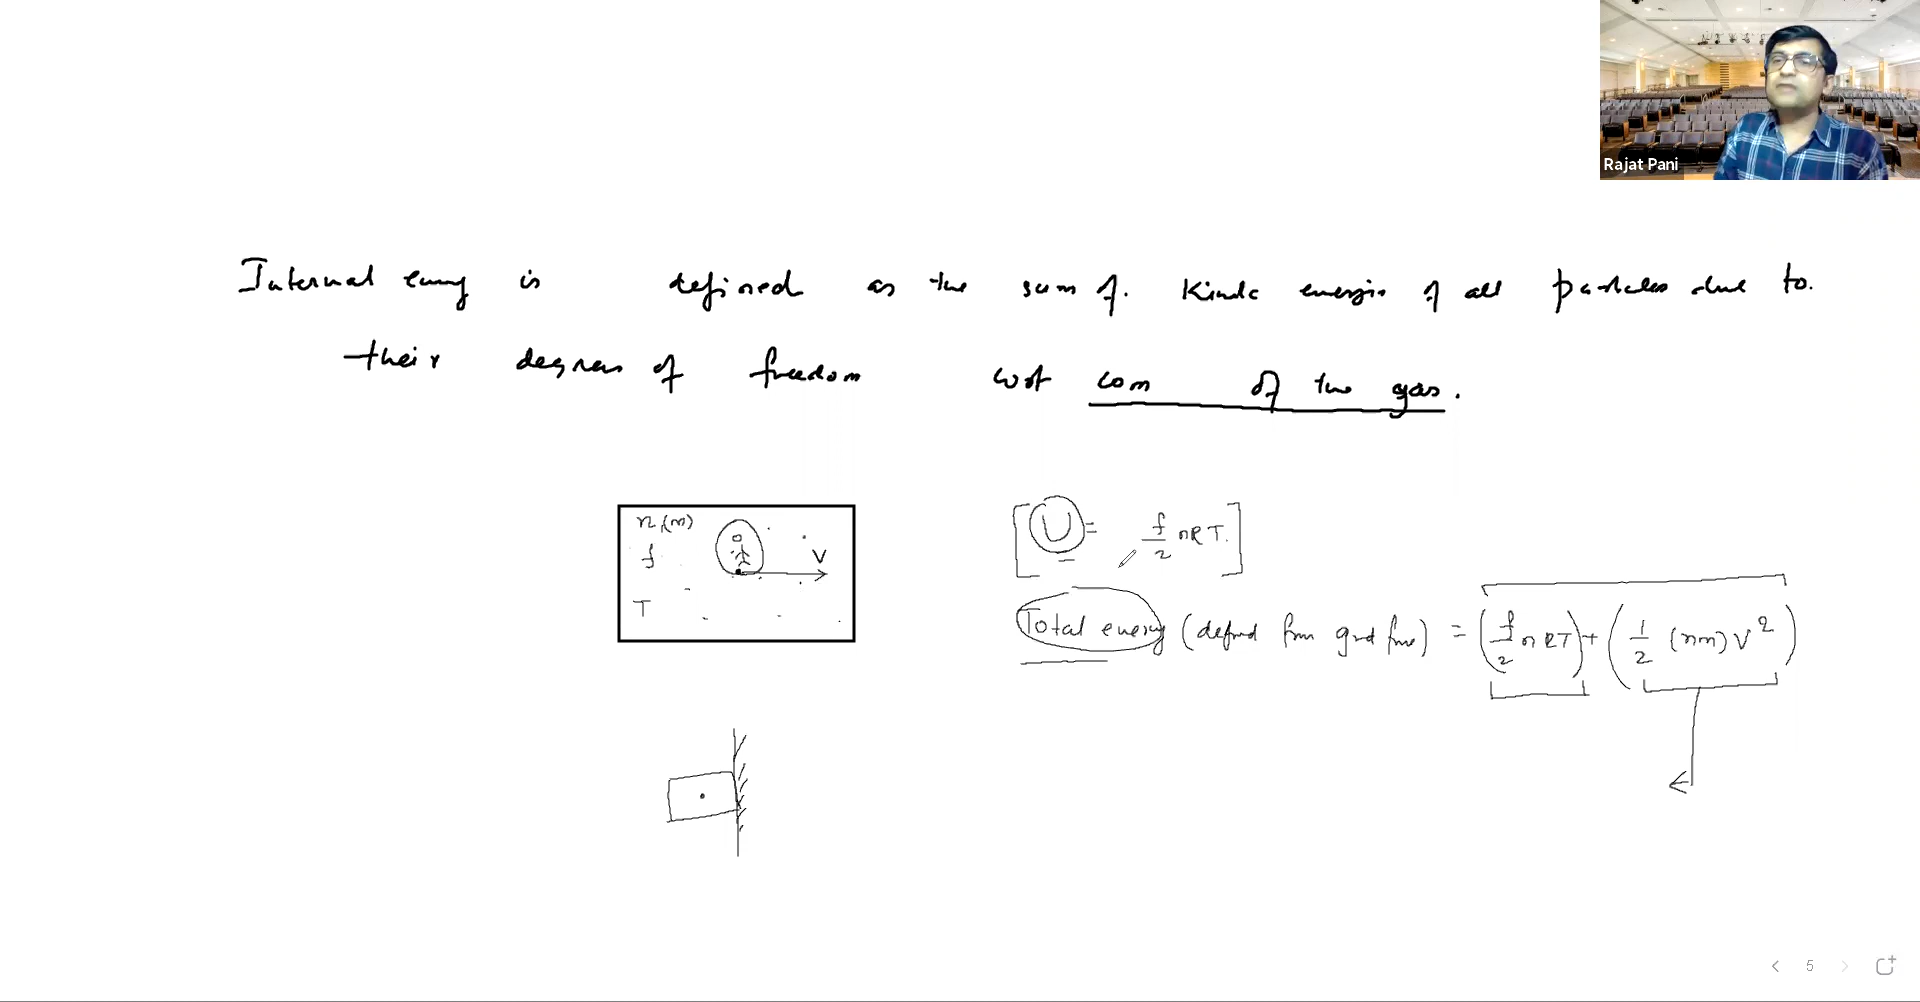 Rajat Pani
Internal energy is defined as the sum of. Kinetic energies of all particles due to.
their degrees of freedom wrt com of the gas.
n,(m)
f
T
V
[U = f/2 nRT.]
Total energy (defined from gnd frame) = (f/2 nRT) + (1/2 (nm) V²)
5